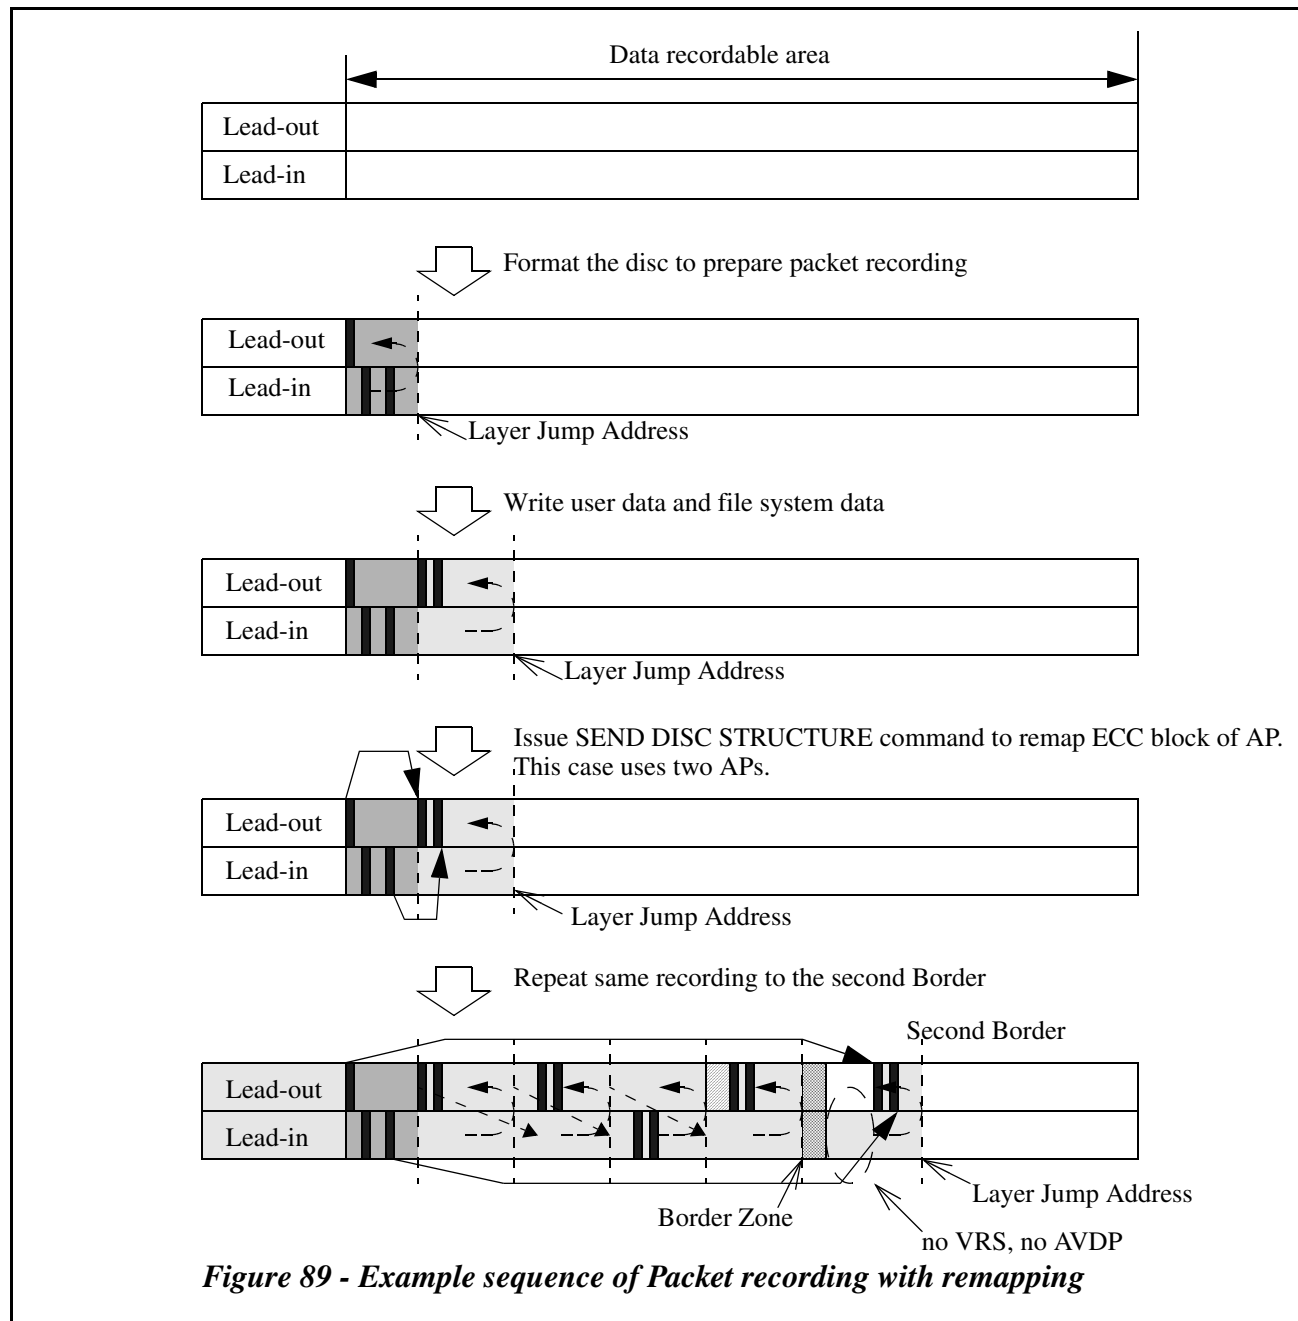 Data recordable area
Lead-out
Lead-in
Format the disc to prepare packet recording
Lead-out
Lead-in
Layer Jump Address
Write user data and file system data
Lead-out
Lead-in
Layer Jump Address
Issue SEND DISC STRUCTURE command to remap ECC block of AP.
This case uses two APs.
Lead-out
Lead-in
Layer Jump Address
Repeat same recording to the second Border
Second Border
Lead-out
Lead-in
Layer Jump Address
Border Zone
no VRS, no AVDP
Figure 89 - Example sequence of Packet recording with remapping